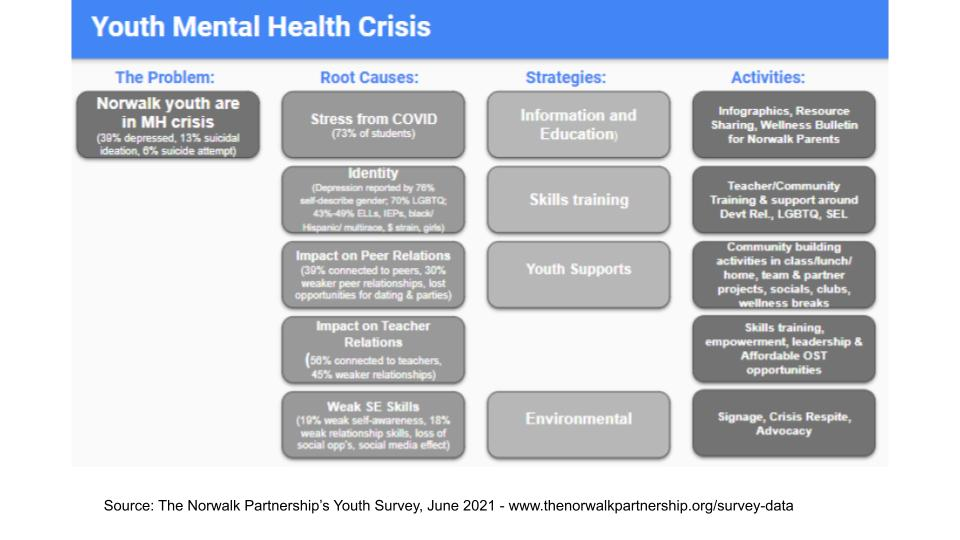 Youth Mental Health Crisis
The Problem:
Norwalk youth are
in MH crisis
(39% depressed, 13% suicidal
ideation, 6% suicide attempt)
Root Causes:
Stress from COVID
(73% of students)
Identity
(Depression reported by 76%
self-describe gender; 70% LGBTQ;
43%-49% ELLs, IEPs, black/
Hispanic/ multirace, $ strain, girls)
Impact on Peer Relations
(39% connected to peers, 30%
weaker peer relationships, lost
opportunities for dating & parties)
Impact on Teacher
Relations
(56% connected to teachers,
45% weaker relationships)
Weak SE Skills
(19% weak self-awareness, 18%
weak relationship skills, loss of
social opp's, social media effect)
Strategies:
Information and
Education)
Skills training
Youth Supports
Environmental
Activities:
Infographics, Resource
Sharing, Wellness Bulletin
for Norwalk Parents
Teacher/Community
Training & support around
Devt Rel., LGBTQ, SEL
Community building
activities in class/lunch/
home, team & partner
projects, socials, clubs,
wellness breaks
Skills training,
empowerment, leadership &
Affordable OST
opportunities
Signage, Crisis Respite,
Advocacy
Source: The Norwalk Partnership’s Youth Survey, June 2021 - www.thenorwalkpartnership.org/survey-data